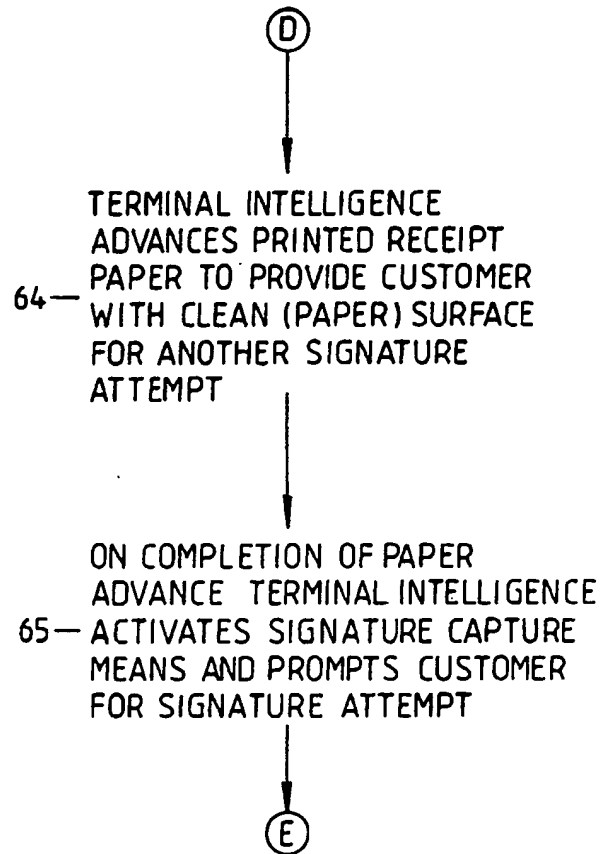 D
TERMINAL INTELLIGENCE
ADVANCES PRINTED RECEIPT
PAPER TO PROVIDE CUSTOMER
64— WITH CLEAN (PAPER) SURFACE
FOR ANOTHER SIGNATURE
ATTEMPT
ON COMPLETION OF PAPER
ADVANCE TERMINAL INTELLIGENCE
65— ACTIVATES SIGNATURE CAPTURE
MEANS AND PROMPTS CUSTOMER
FOR SIGNATURE ATTEMPT
E